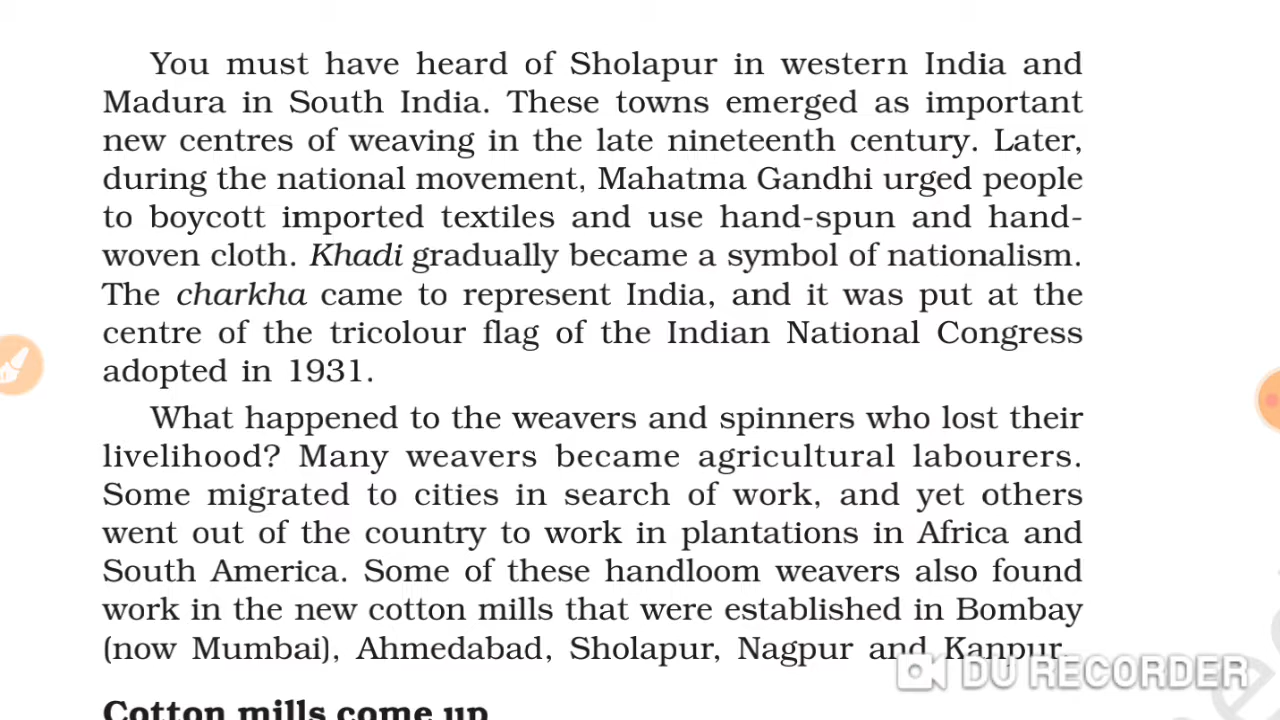 You must have heard of Sholapur in western India and
Madura in South India. These towns emerged as important
new centres of weaving in the late nineteenth century. Later,
during the national movement, Mahatma Gandhi urged people
to boycott imported textiles and use hand-spun and hand-
woven cloth. Khadi gradually became a symbol of nationalism.
The charkha came to represent India, and it was put at the
centre of the tricolour flag of the Indian National Congress
adopted in 1931.
What happened to the weavers and spinners who lost their
livelihood? Many weavers became agricultural labourers.
Some migrated to cities in search of work, and yet others
went out of the country to work in plantations in Africa and
South America. Some of these handloom weavers also found
work in the new cotton mills that were established in Bombay
(now Mumbai), Ahmedabad, Sholapur, Nagpur and Kanpur.
DU RECORDER
Cotton mills come up